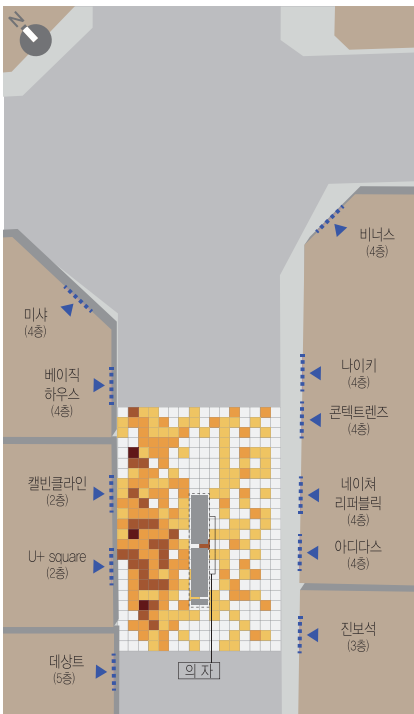 N
비너스
(4층)
미샤
(4층)
나이키
(4층)
베이직
하우스
(4층)
콘텍트렌즈
(4층)
캘빈클라인
(2층)
네이쳐
리퍼블릭
(4층)
U+ square
(2층)
아디다스
(4층)
진보석
(3층)
데상트
(5층)
의 자